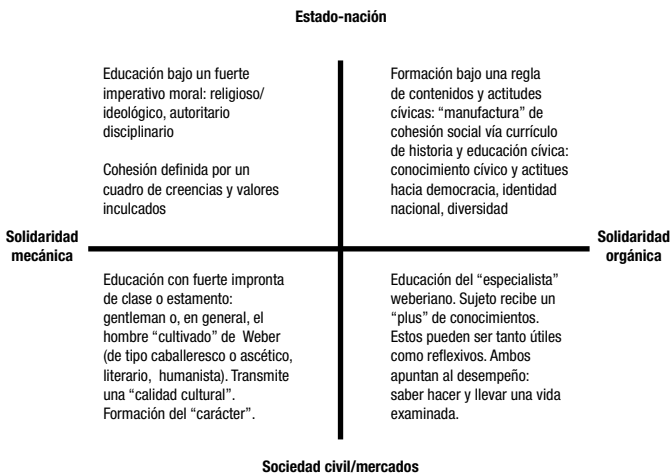 Estado-nación
Educación bajo un fuerte
imperativo moral: religioso/
ideológico, autoritario
disciplinario
Cohesión definida por un
cuadro de creencias y valores
inculcados
Formación bajo una regla
de contenidos y actitudes
cívicas: “manufactura” de
cohesión social vía currículo
de historia y educación cívica:
conocimiento cívico y actitues
hacia democracia, identidad
nacional, diversidad
Solidaridad
mecánica
Solidaridad
orgánica
Educación con fuerte impronta
de clase o estamento:
gentleman o, en general, el
hombre “cultivado” de Weber
(de tipo caballeresco o ascético,
literario, humanista). Transmite
una “calidad cultural”.
Formación del “carácter”.
Educación del “especialista”
weberiano. Sujeto recibe un
“plus” de conocimientos.
Estos pueden ser tanto útiles
como reflexivos. Ambos
apuntan al desempeño:
saber hacer y llevar una vida
examinada.
Sociedad civil/mercados